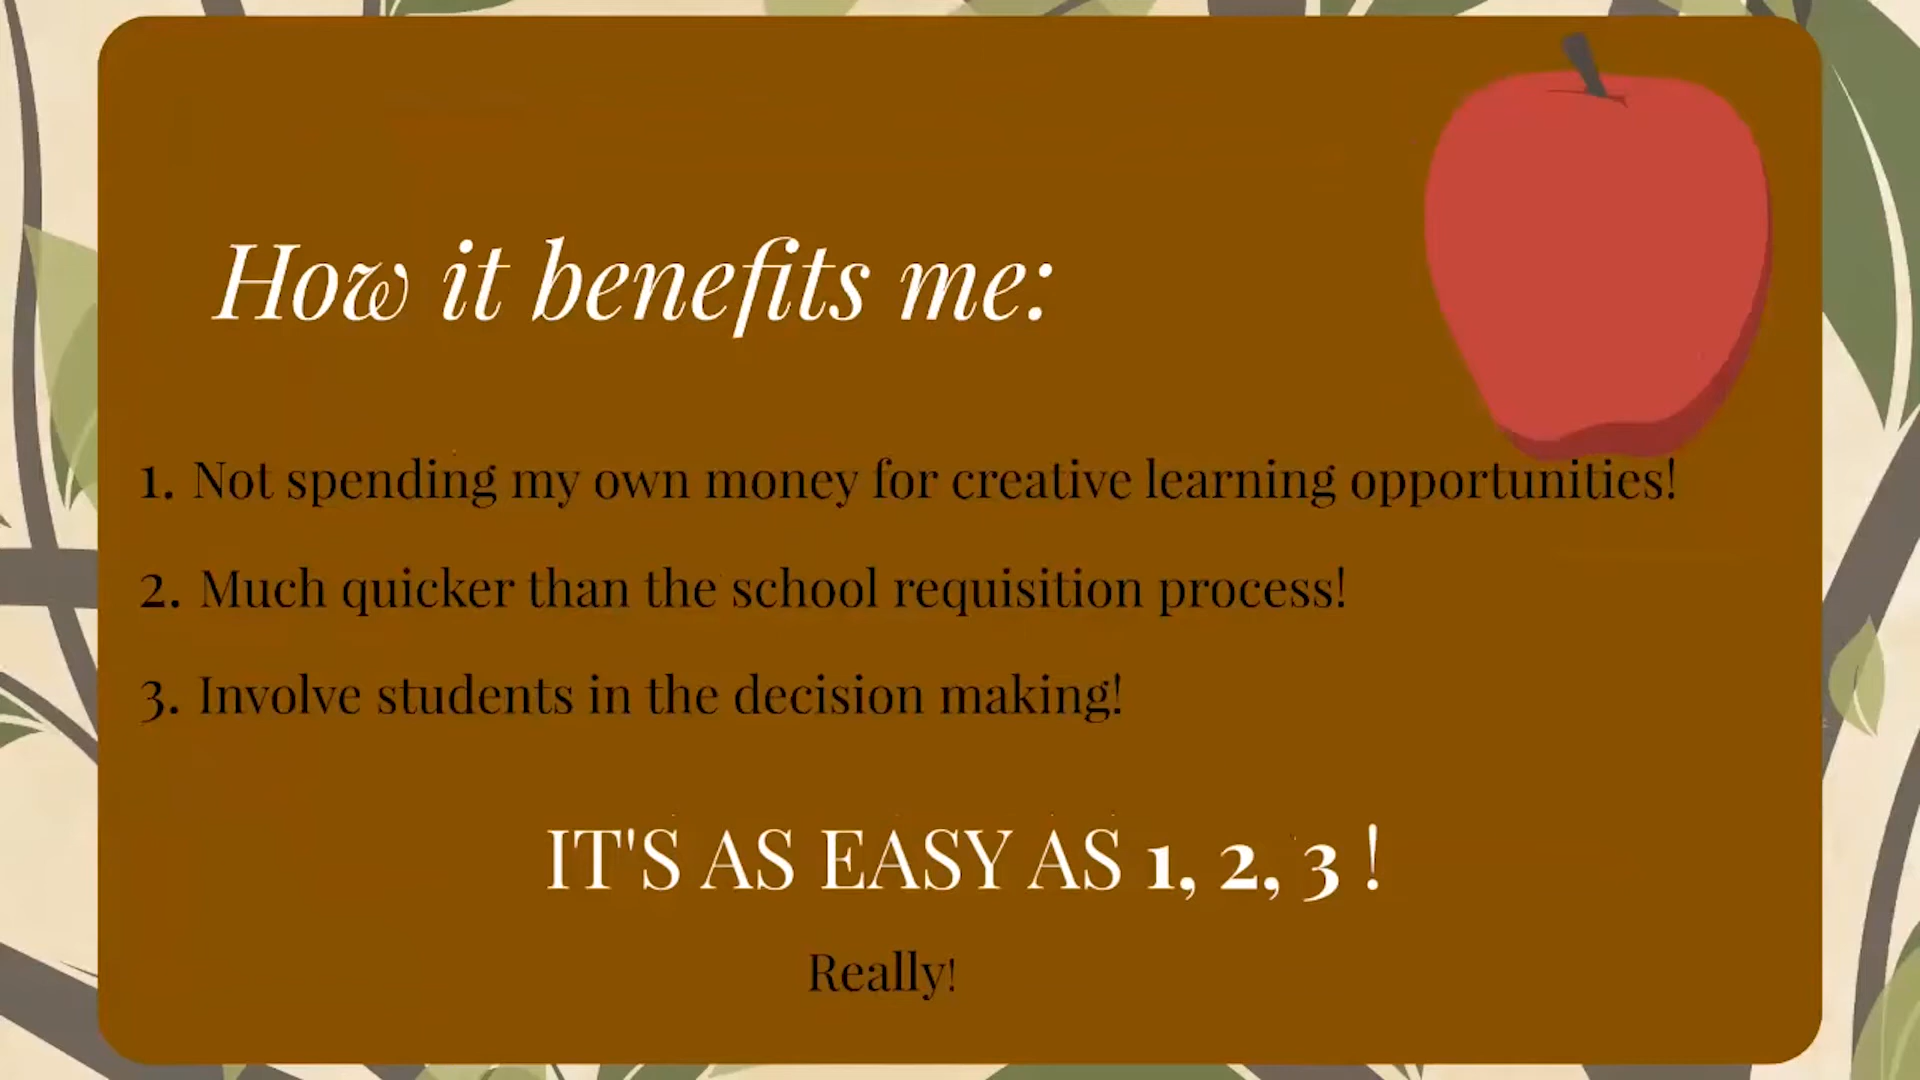 How it benefits me:
1. Not spending my own money for creative learning opportunities!
2. Much quicker than the school requisition process!
3. Involve students in the decision making!
IT'S AS EASY AS 1, 2, 3 !
Really!